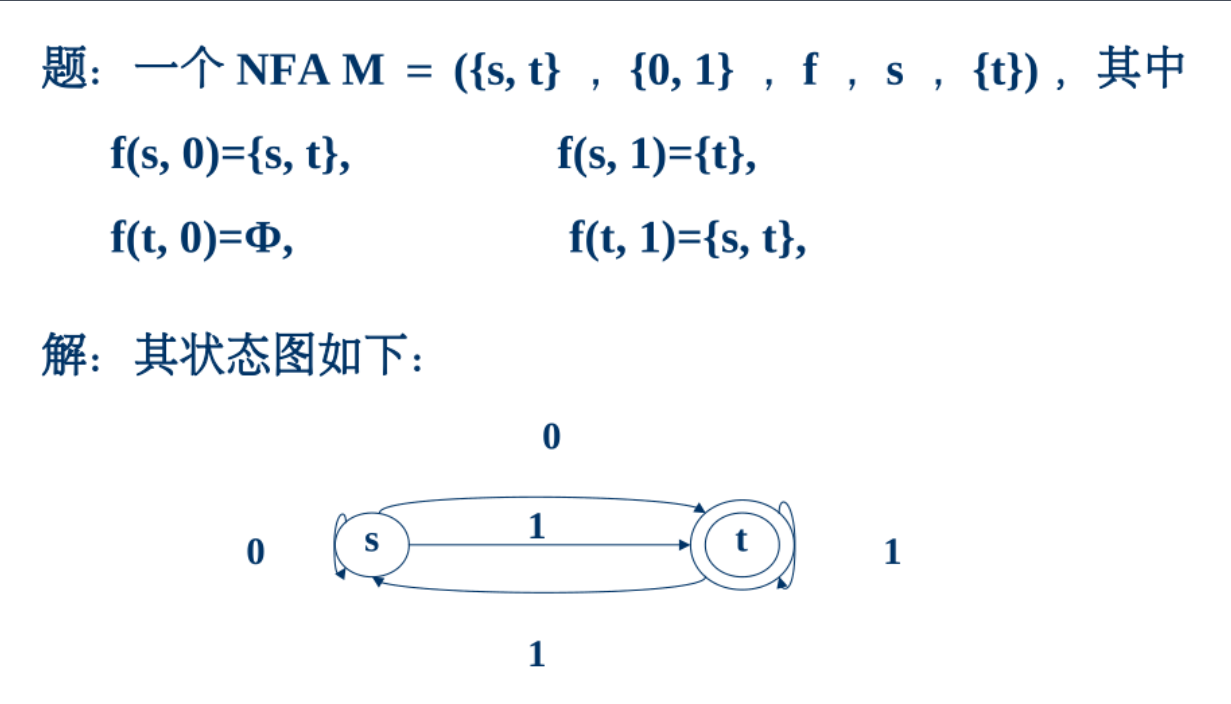 题: 一个 NFA M = ({s, t} , {0, 1} , f , s , {t}) , 其中
f(s, 0)={s, t}, f(s, 1)={t},
f(t, 0)=Φ, f(t, 1)={s, t},
解: 其状态图如下:
0
1
0 s t 1
1